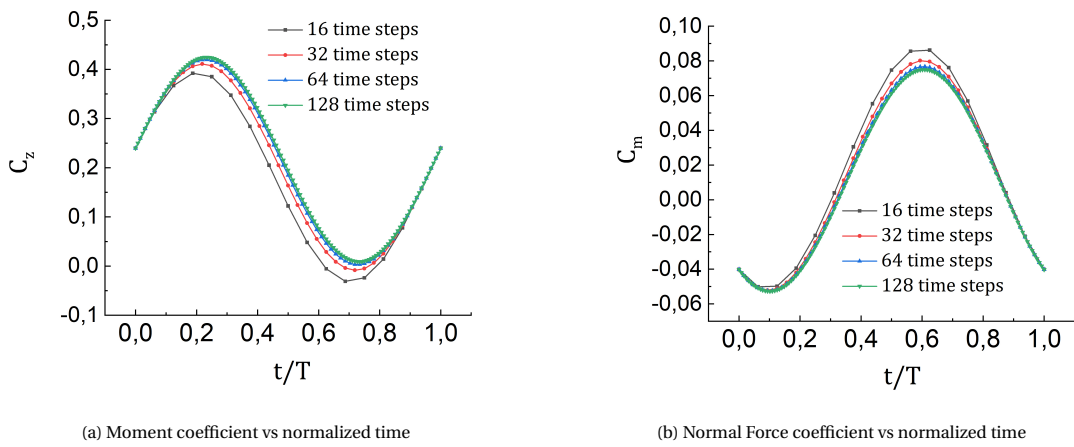 0,5
0,4
0,3
0,2
0,1
0,0
-0,1
C_z
16 time steps
32 time steps
64 time steps
128 time steps
0,0 0,2 0,4 0,6 0,8 1,0
t/T
(a) Moment coefficient vs normalized time
0,10
0,08
0,06
0,04
0,02
0,00
-0,02
-0,04
-0,06
C_m
16 time steps
32 time steps
64 time steps
128 time steps
0,0 0,2 0,4 0,6 0,8 1,0
t/T
(b) Normal Force coefficient vs normalized time